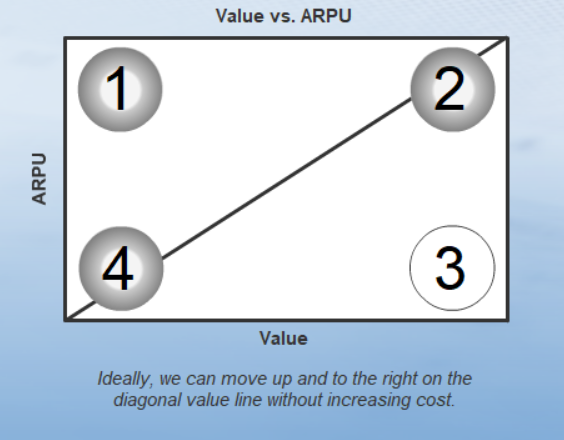 Value vs. ARPU
1
2
ARPU
4
3
Value
Ideally, we can move up and to the right on the
diagonal value line without increasing cost.